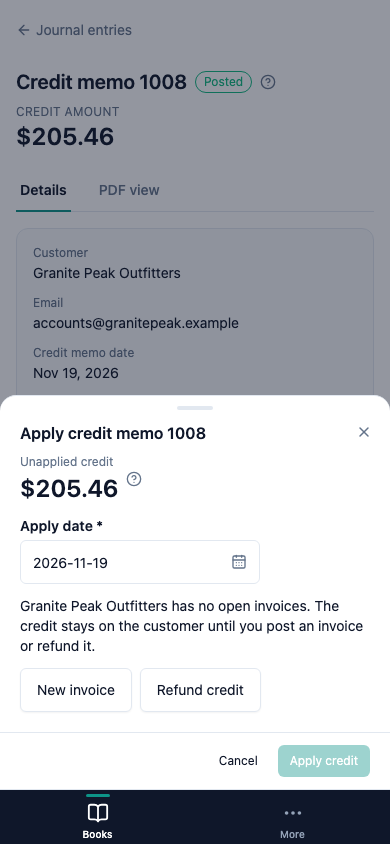 Journal entries
Credit memo 1008 Posted
CREDIT AMOUNT
$205.46
Details PDF view
Customer
Granite Peak Outfitters
Email
accounts@granitepeak.example
Credit memo date
Nov 19, 2026
Apply credit memo 1008
Unapplied credit
$205.46
Apply date *
2026-11-19
Granite Peak Outfitters has no open invoices. The
credit stays on the customer until you post an invoice
or refund it.
New invoice Refund credit
Cancel Apply credit
Books More